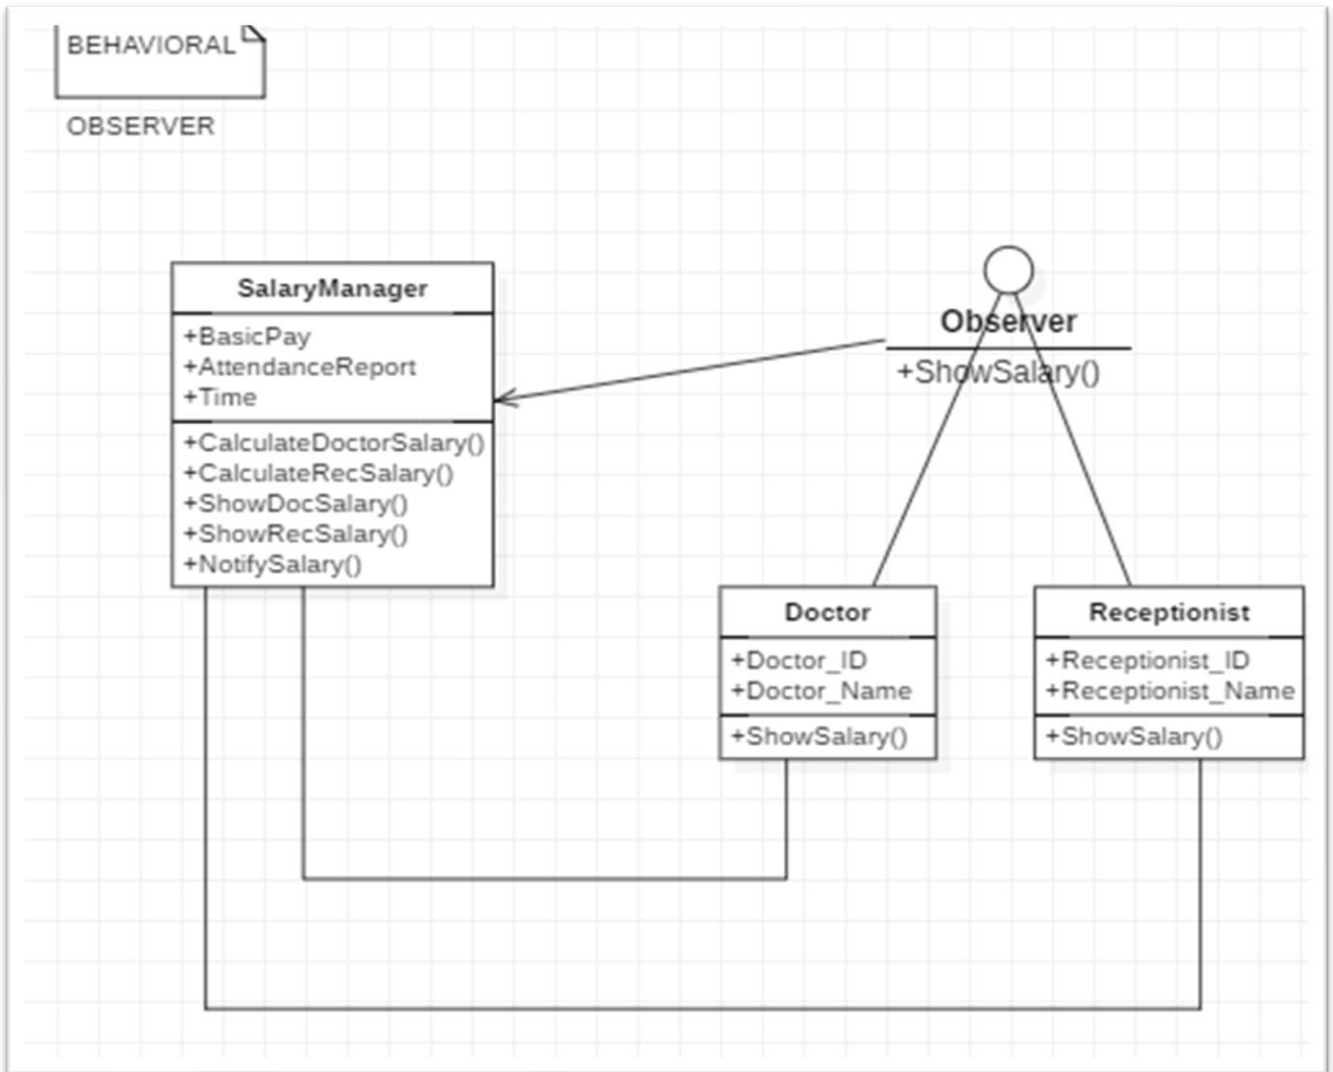 BEHAVIORAL
OBSERVER
SalaryManager
+BasicPay
+AttendanceReport
+Time
+CalculateDoctorSalary()
+CalculateRecSalary()
+ShowDocSalary()
+ShowRecSalary()
+NotifySalary()
Observer
+ShowSalary()
Doctor
+Doctor_ID
+Doctor_Name
+ShowSalary()
Receptionist
+Receptionist_ID
+Receptionist_Name
+ShowSalary()